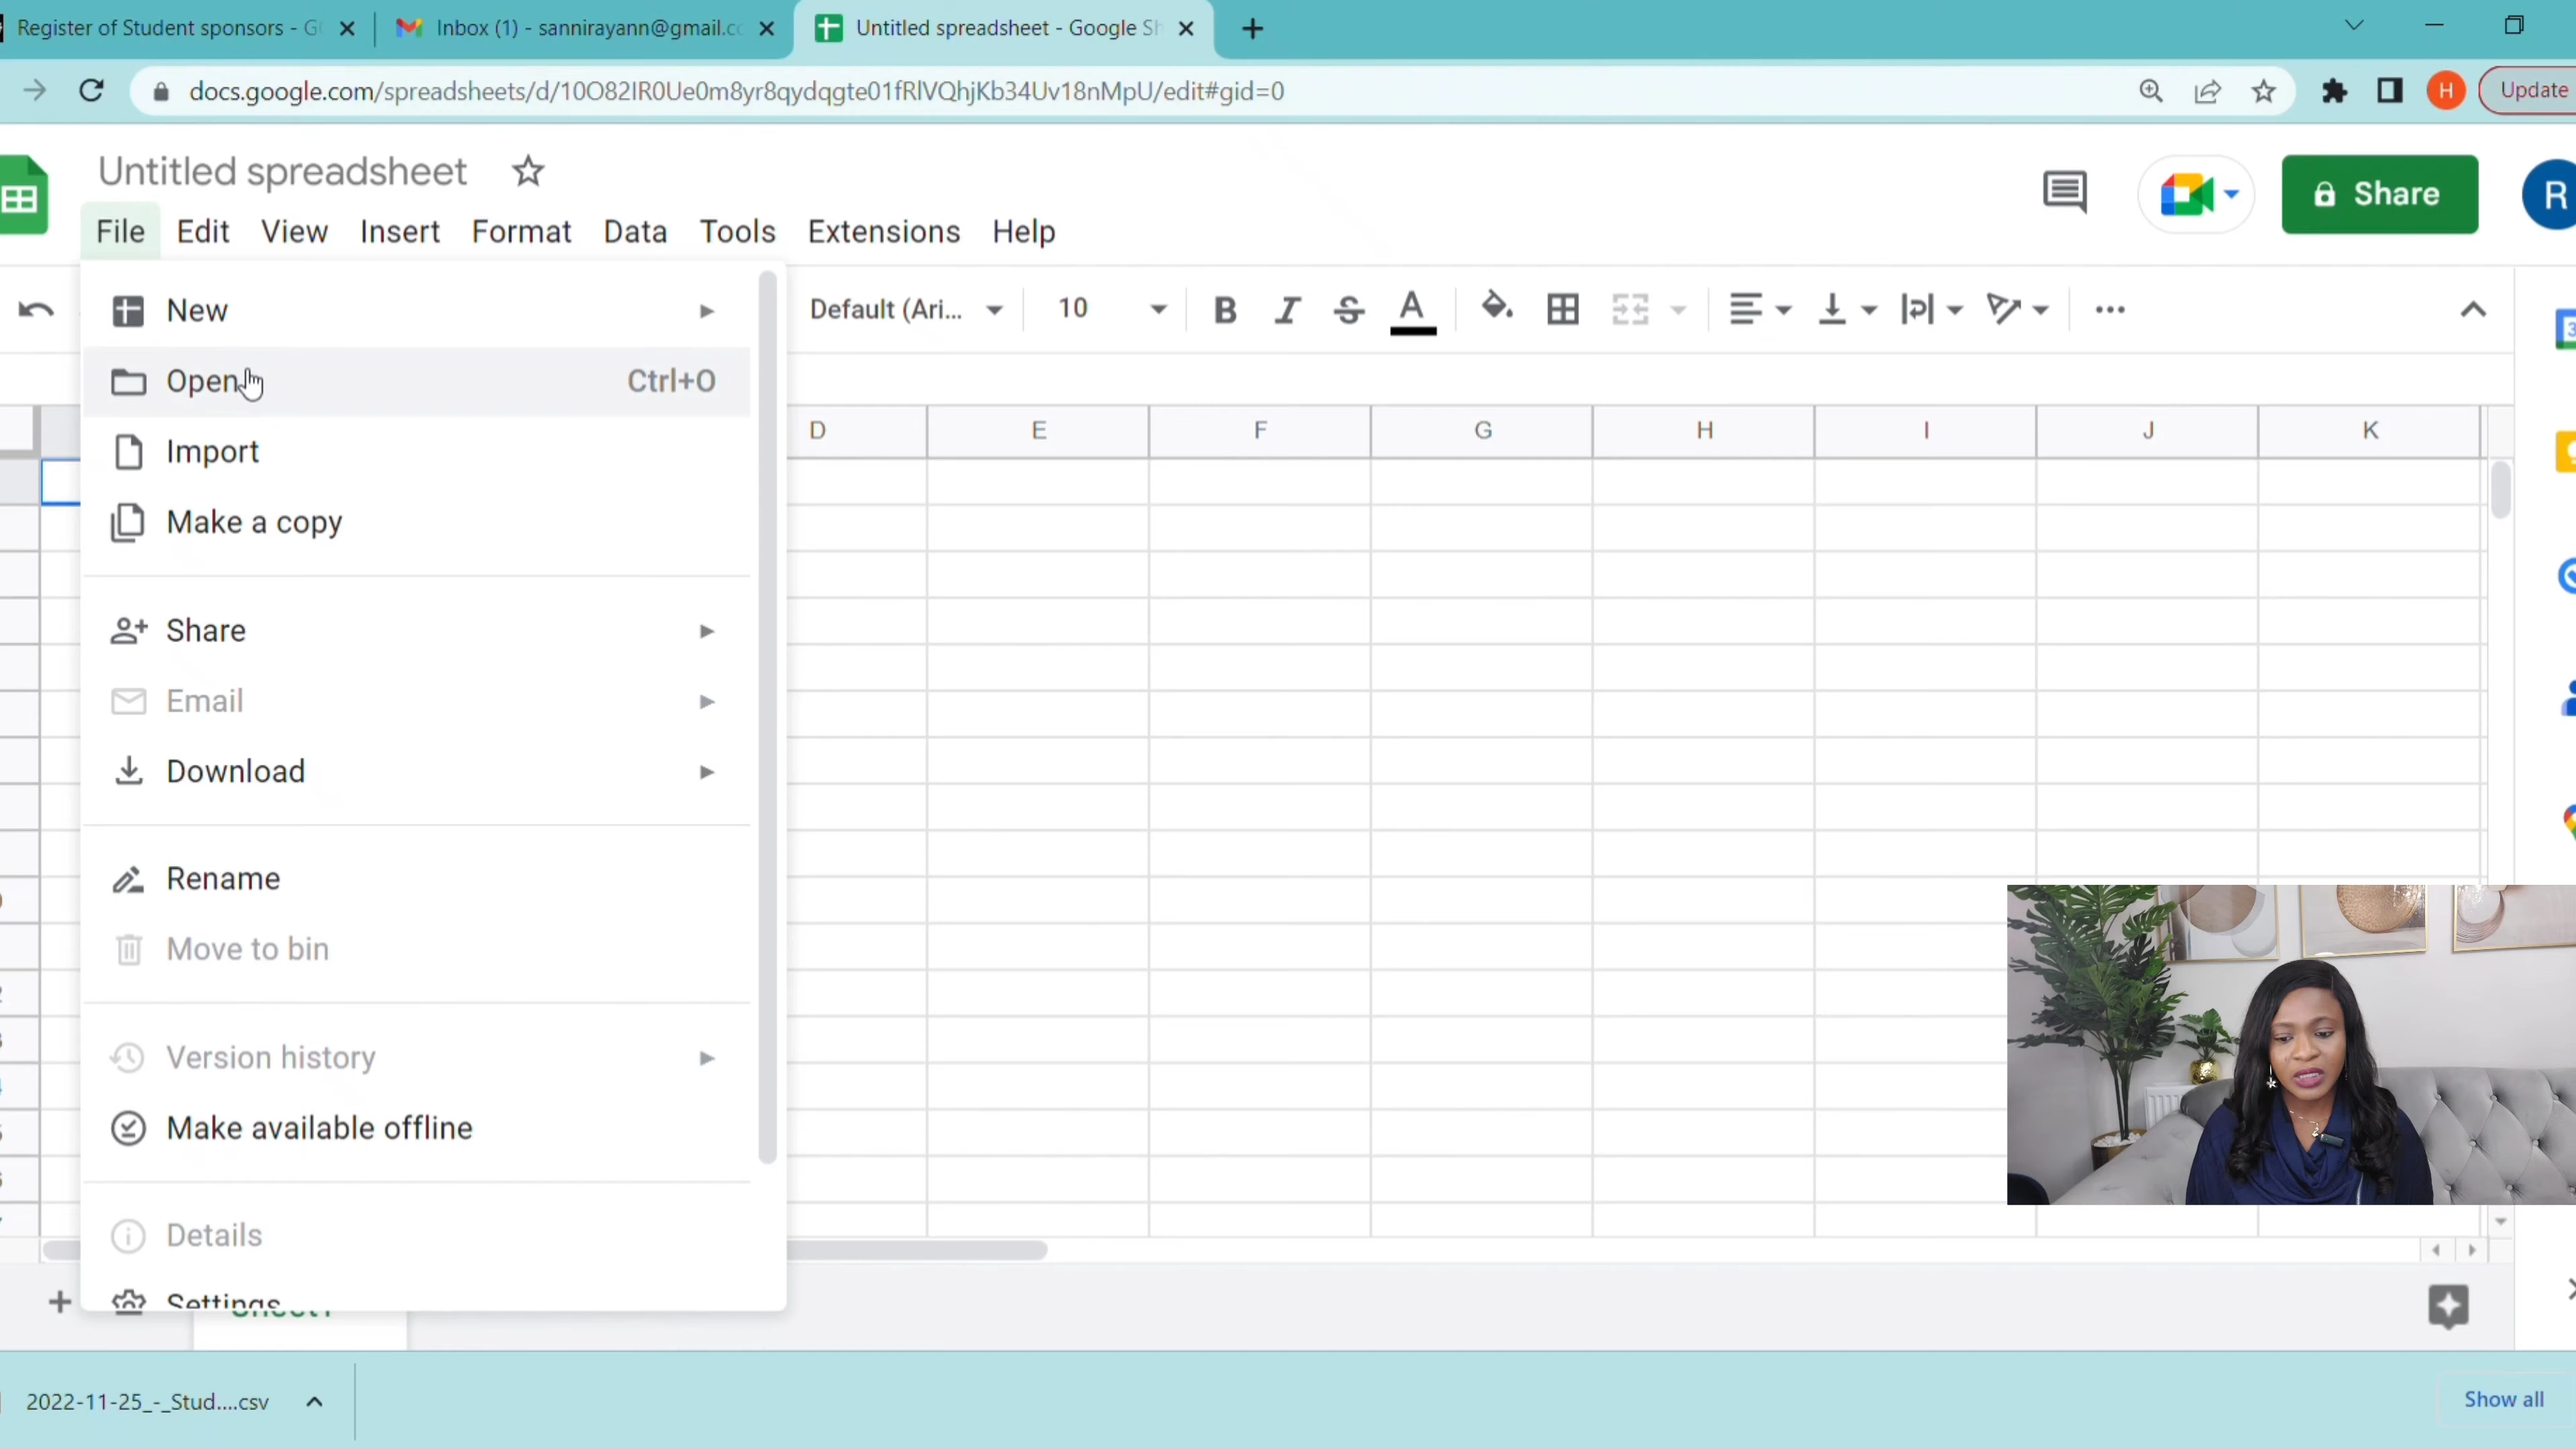 Register of Student sponsors - G
Inbox (1) - sannirayann@gmail.cc
Untitled spreadsheet - Google Sh
docs.google.com/spreadsheets/d/10O82IR0Ue0m8yr8qydqgte01fRlVQhjKb34Uv18nMpU/edit#gid=0
H
Update
Untitled spreadsheet
Share
R
File Edit View Insert Format Data Tools Extensions Help
New
Default (Ari...
10
B I S A
Open
Ctrl+O
D E F G H I J K
Import
Make a copy
Share
Email
Download
Rename
Move to bin
Version history
Make available offline
Details
Settings
Sheet1
2022-11-25_-_Stud....csv
Show all